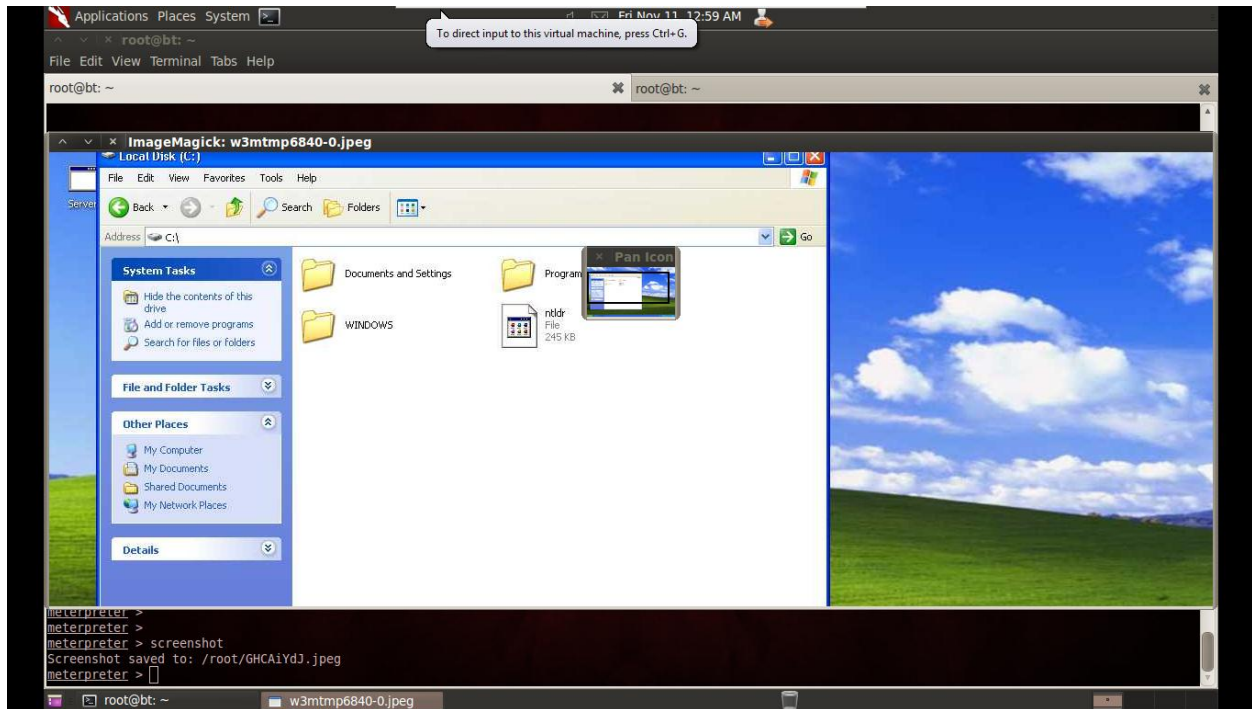 Applications Places System
Fri Nov 11, 12:59 AM
To direct input to this virtual machine, press Ctrl+G.
root@bt: ~
File Edit View Terminal Tabs Help
root@bt: ~
root@bt: ~
ImageMagick: w3mtmp6840-0.jpeg
Local Disk (C:)
File Edit View Favorites Tools Help
Server
Back Search Folders
Address C:\ Go
Pan Icon
System Tasks
Hide the contents of this
drive
Add or remove programs
Search for files or folders
File and Folder Tasks
Other Places
My Computer
My Documents
Shared Documents
My Network Places
Details
Documents and Settings
Program
WINDOWS
ntldr
File
245 KB
meterpreter >
meterpreter >
meterpreter > screenshot
Screenshot saved to: /root/GHCAiYdJ.jpeg
meterpreter >
root@bt: ~
w3mtmp6840-0.jpeg